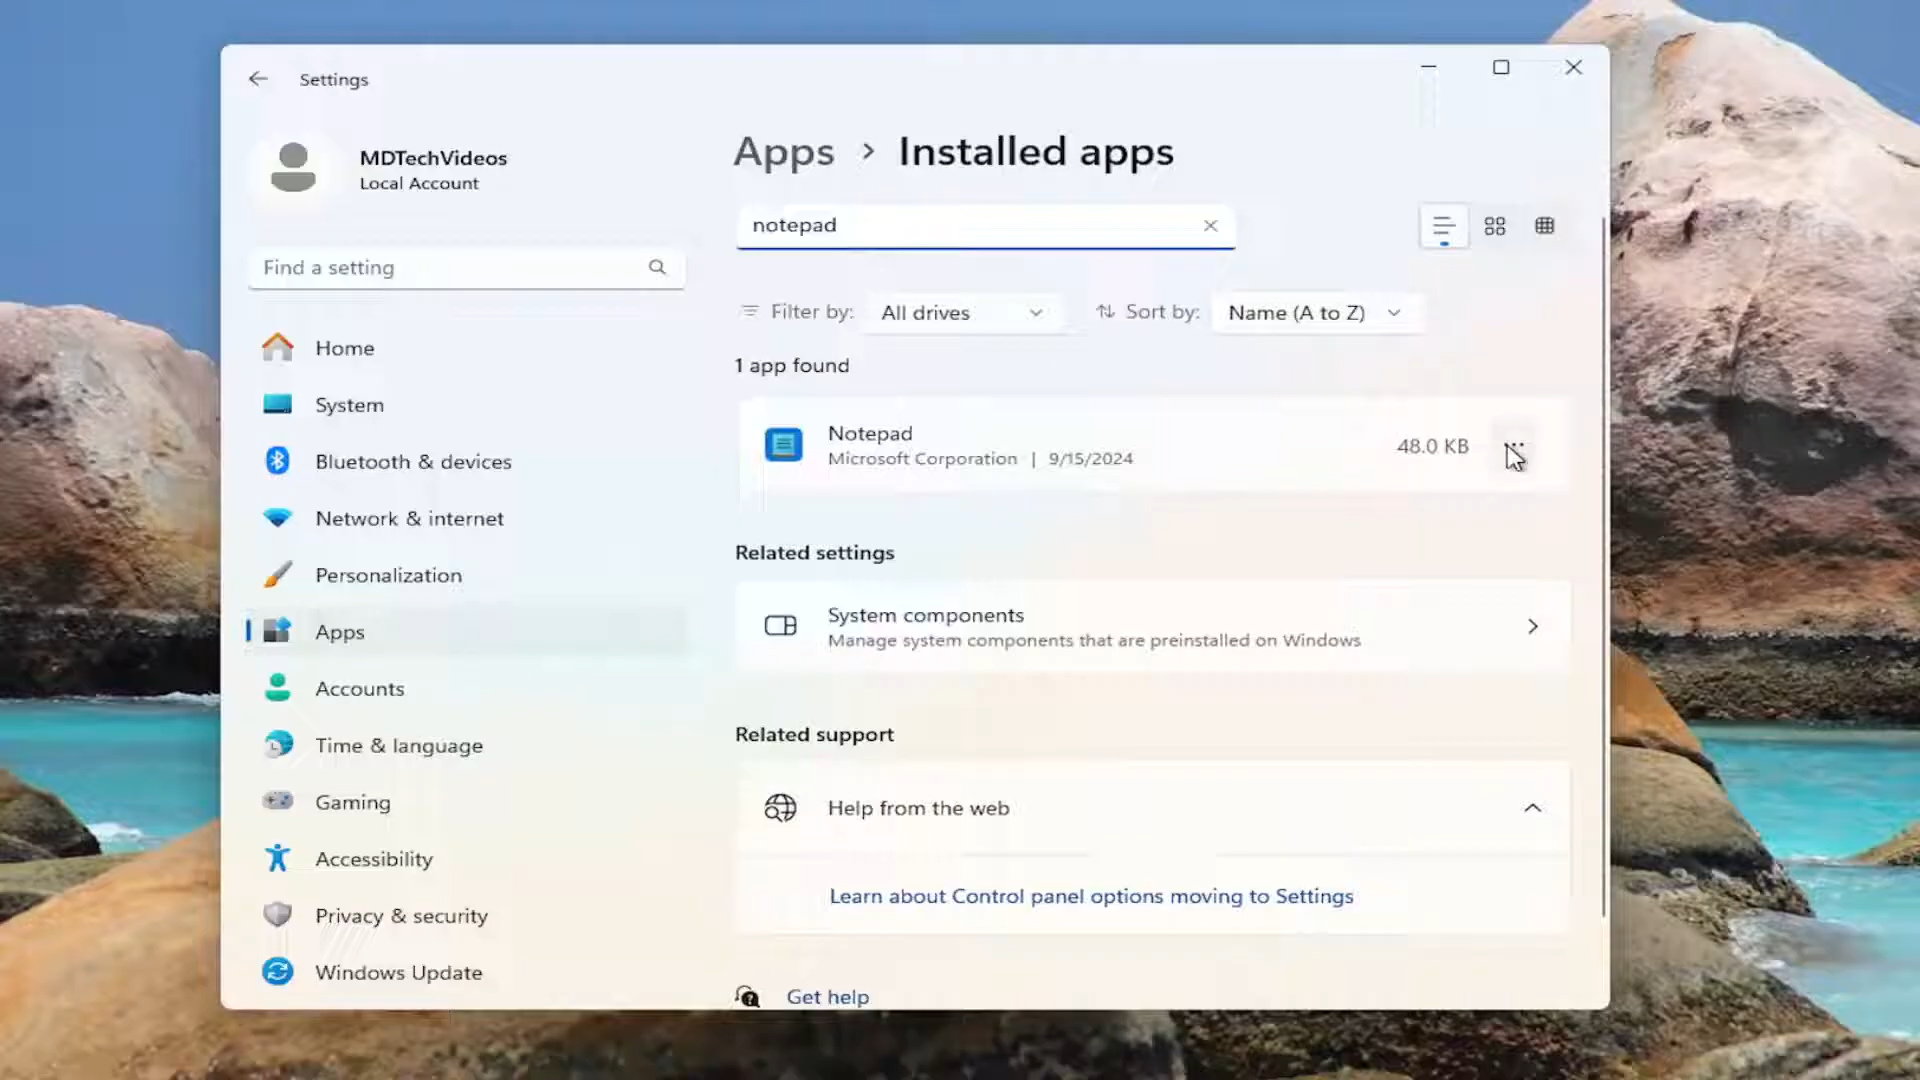 Settings
MDTechVideos
Local Account
Find a setting
Home
System
Bluetooth & devices
Network & internet
Personalization
Apps
Accounts
Time & language
Gaming
Accessibility
Privacy & security
Windows Update
Apps > Installed apps
notepad
Filter by: All drives Sort by: Name (A to Z)
1 app found
Notepad
Microsoft Corporation | 9/15/2024
48.0 KB
Related settings
System components
Manage system components that are preinstalled on Windows
Related support
Help from the web
Learn about Control panel options moving to Settings
Get help